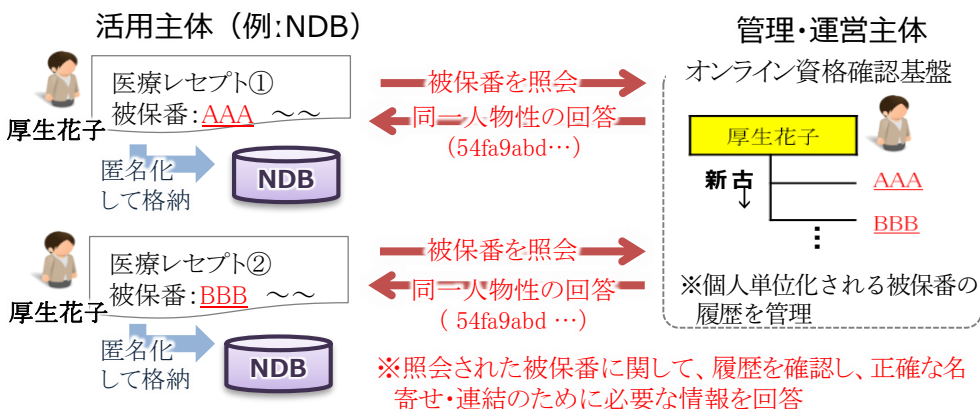 活用主体（例:NDB）
医療レセプト①
被保番:AAA ～～
厚生花子
匿名化
して格納
NDB
被保番を照会
同一人物性の回答
(54fa9abd…)
医療レセプト②
被保番:BBB ～～
厚生花子
匿名化
して格納
NDB
被保番を照会
同一人物性の回答
( 54fa9abd …)
管理・運営主体
オンライン資格確認基盤
厚生花子
新古
↓
AAA
BBB
⋮
※個人単位化される被保番の
履歴を管理
※照会された被保番に関して、履歴を確認し、正確な名
寄せ・連結のために必要な情報を回答